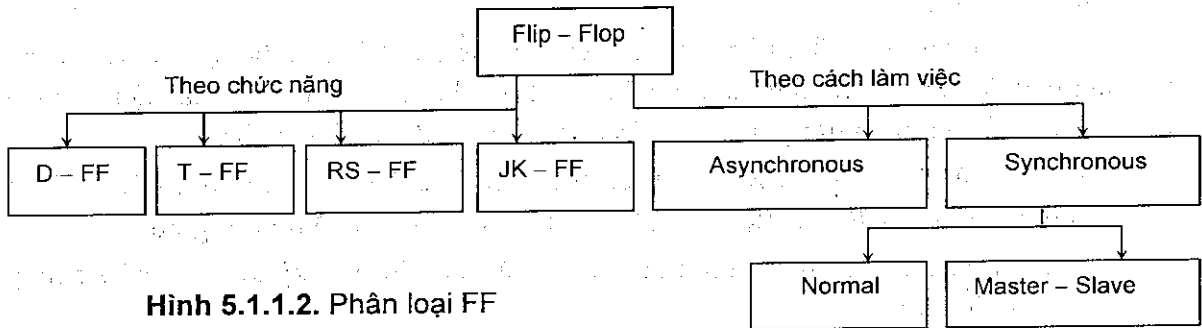 Flip – Flop
Theo chức năng
Theo cách làm việc
D – FF
T – FF
RS – FF
JK – FF
Asynchronous
Synchronous
Normal
Master – Slave
Hình 5.1.1.2. Phân loại FF